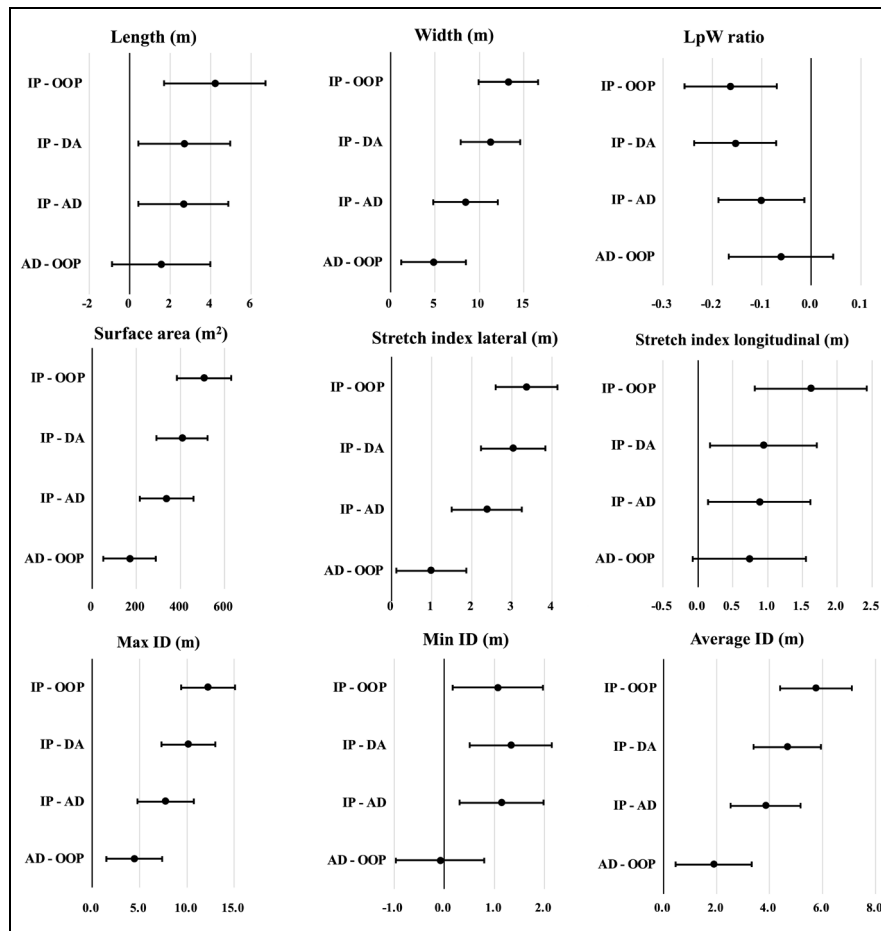 Length (m)
IP - OOP
IP - DA
IP - AD
AD - OOP
-2 0 2 4 6
Width (m)
IP - OOP
IP - DA
IP - AD
AD - OOP
0 5 10 15
LpW ratio
IP - OOP
IP - DA
IP - AD
AD - OOP
-0.3 -0.2 -0.1 0.0 0.1
Surface area (m²)
IP - OOP
IP - DA
IP - AD
AD - OOP
0 200 400 600
Stretch index lateral (m)
IP - OOP
IP - DA
IP - AD
AD - OOP
0 1 2 3 4
Stretch index longitudinal (m)
IP - OOP
IP - DA
IP - AD
AD - OOP
-0.5 0.0 0.5 1.0 1.5 2.0 2.5
Max ID (m)
IP - OOP
IP - DA
IP - AD
AD - OOP
0.0 5.0 10.0 15.0
Min ID (m)
IP - OOP
IP - DA
IP - AD
AD - OOP
-1.0 0.0 1.0 2.0
Average ID (m)
IP - OOP
IP - DA
IP - AD
AD - OOP
0.0 2.0 4.0 6.0 8.0